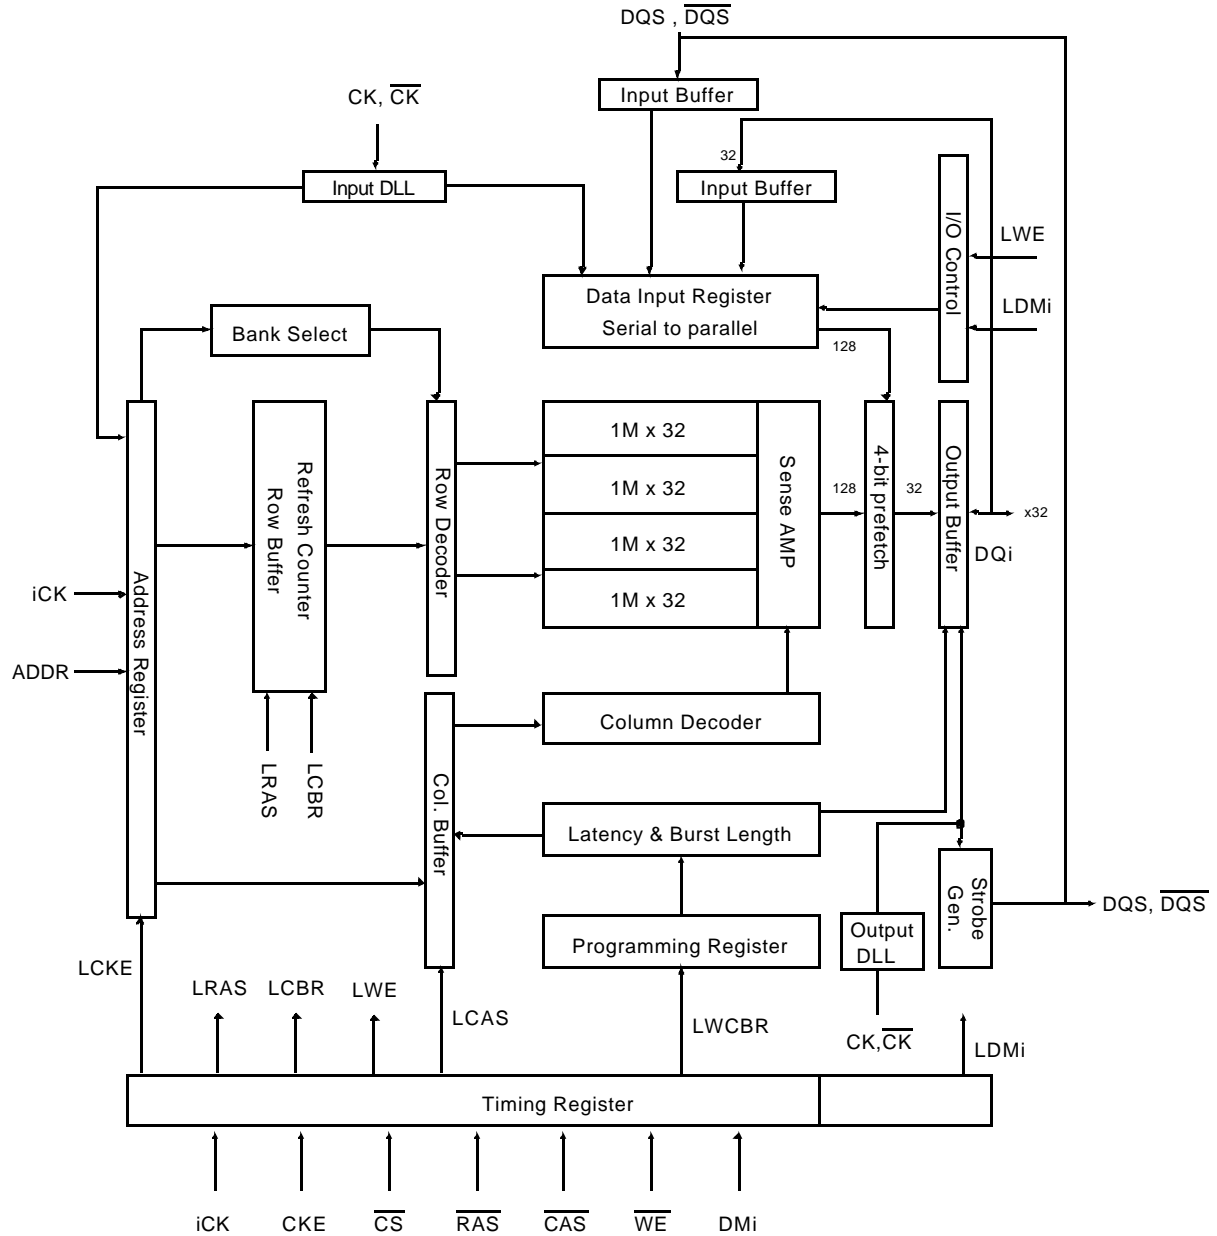 DQS , DQS
Input Buffer
CK, CK
32
Input DLL
Input Buffer
I/O Control
LWE
Data Input Register
Serial to parallel
LDMi
Bank Select
128
1M x 32
1M x 32
1M x 32
1M x 32
Sense AMP
Row Decoder
Refresh Counter
Row Buffer
Address Register
4-bit prefetch
Output Buffer
128
32
x32
DQi
iCK
ADDR
LRAS
LCBR
Column Decoder
Col. Buffer
Latency & Burst Length
Strobe
Gen.
DQS, DQS
Programming Register
Output
DLL
LCKE
LRAS
LCBR
LWE
LCAS
LWCBR
CK,CK
LDMi
Timing Register
iCK
CKE
CS
RAS
CAS
WE
DMi